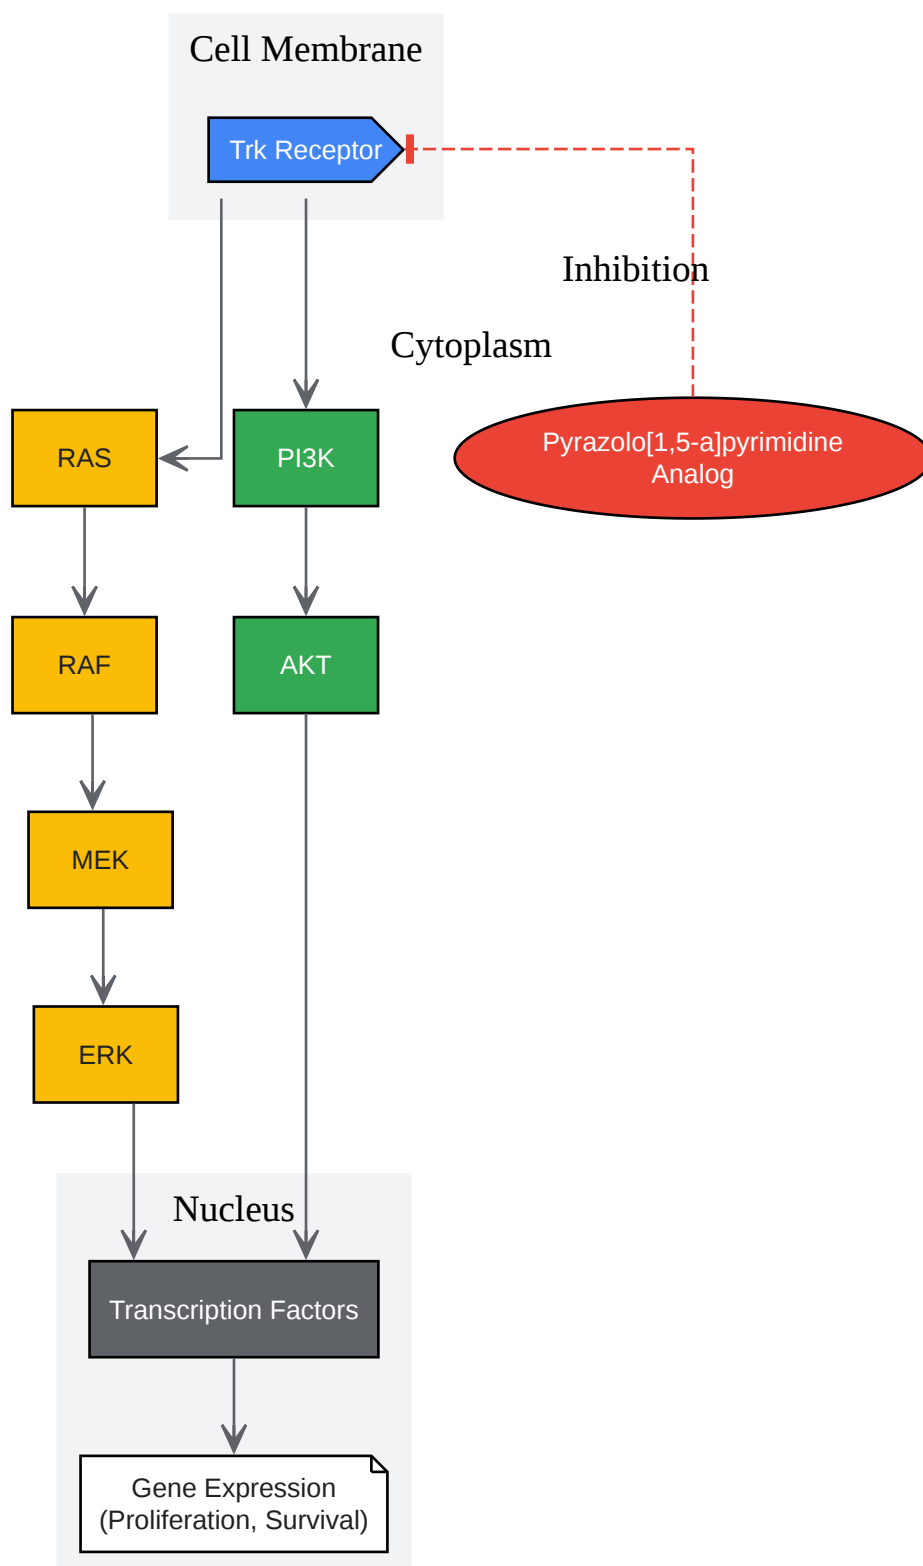 Cell Membrane
Trk Receptor
Inhibition
Cytoplasm
RAS
PI3K
Pyrazolo[1,5-a]pyrimidine
Analog
RAF
AKT
MEK
ERK
Nucleus
Transcription Factors
Gene Expression
(Proliferation, Survival)